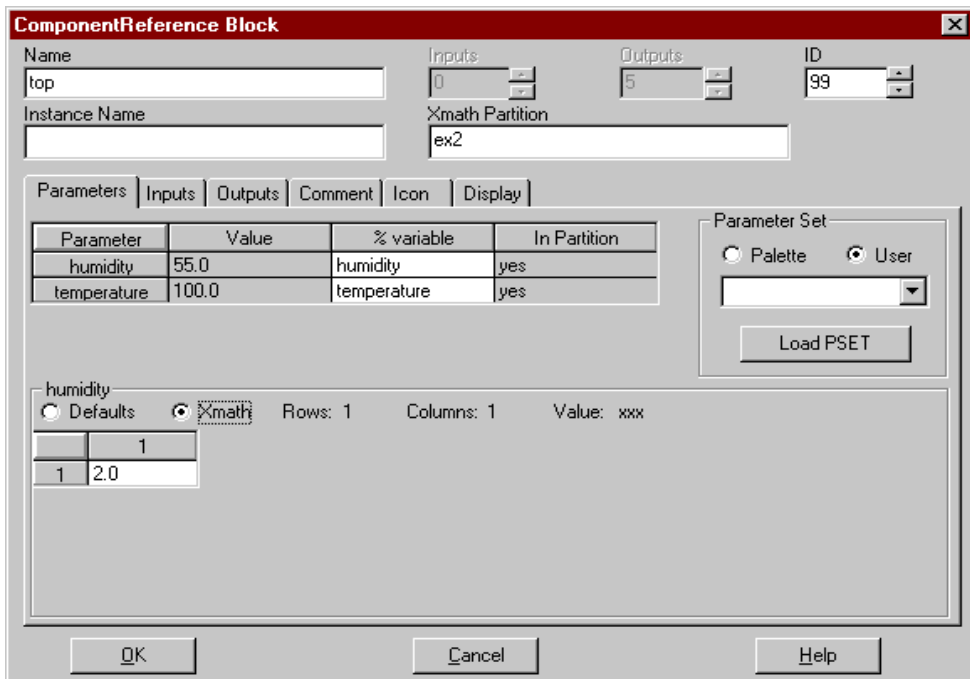 ComponentReference Block
Name Inputs Outputs ID
top 0 5 99
Instance Name Xmath Partition
ex2
Parameters Inputs Outputs Comment Icon Display
Parameter Value % variable In Partition
humidity 55.0 humidity yes
temperature 100.0 temperature yes
Parameter Set
Palette User
Load PSET
humidity
Defaults Xmath Rows: 1 Columns: 1 Value: xxx
1
1 2.0
OK Cancel Help